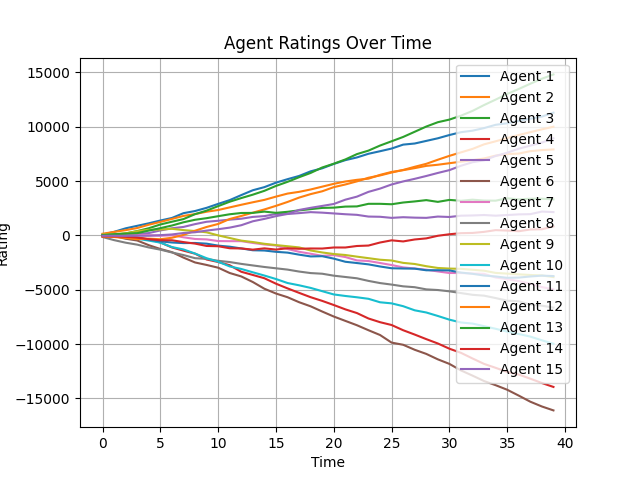 Agent Ratings Over Time
Rating
15000
10000
5000
0
−5000
−10000
−15000
0 5 10 15 20 25 30 35 40
Time
Agent 1
Agent 2
Agent 3
Agent 4
Agent 5
Agent 6
Agent 7
Agent 8
Agent 9
Agent 10
Agent 11
Agent 12
Agent 13
Agent 14
Agent 15